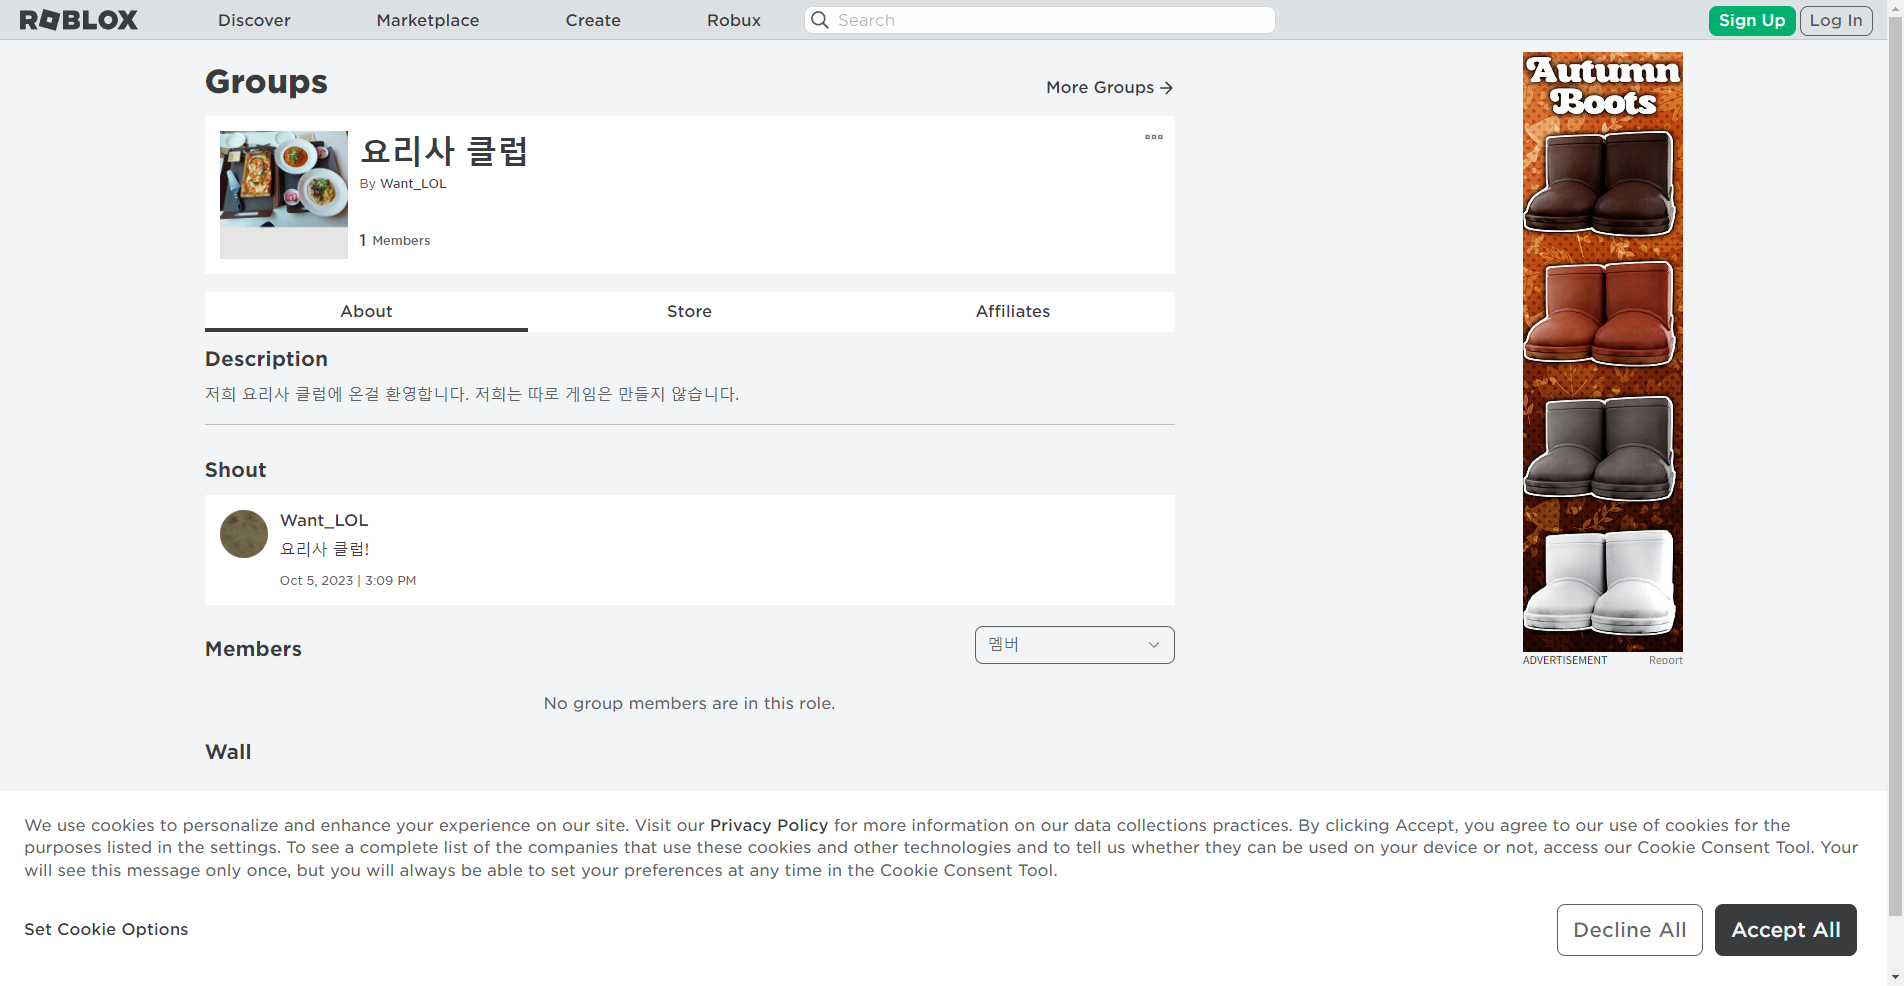 ROBLOX
Discover
Marketplace
Create
Robux
Search
Sign Up
Log In
Groups
More Groups
요리사 클럽
By Want_LOL
1 Members
About
Store
Affiliates
Description
저희 요리사 클럽에 온걸 환영합니다. 저희는 따로 게임은 만들지 않습니다.
Shout
Want_LOL
요리사 클럽!
Oct 5, 2023 | 3:09 PM
Members
멤버
No group members are in this role.
Wall
Autumn
Boots
ADVERTISEMENT
Report
We use cookies to personalize and enhance your experience on our site. Visit our Privacy Policy for more information on our data collections practices. By clicking Accept, you agree to our use of cookies for the
purposes listed in the settings. To see a complete list of the companies that use these cookies and other technologies and to tell us whether they can be used on your device or not, access our Cookie Consent Tool. Your
will see this message only once, but you will always be able to set your preferences at any time in the Cookie Consent Tool.
Set Cookie Options
Decline All
Accept All